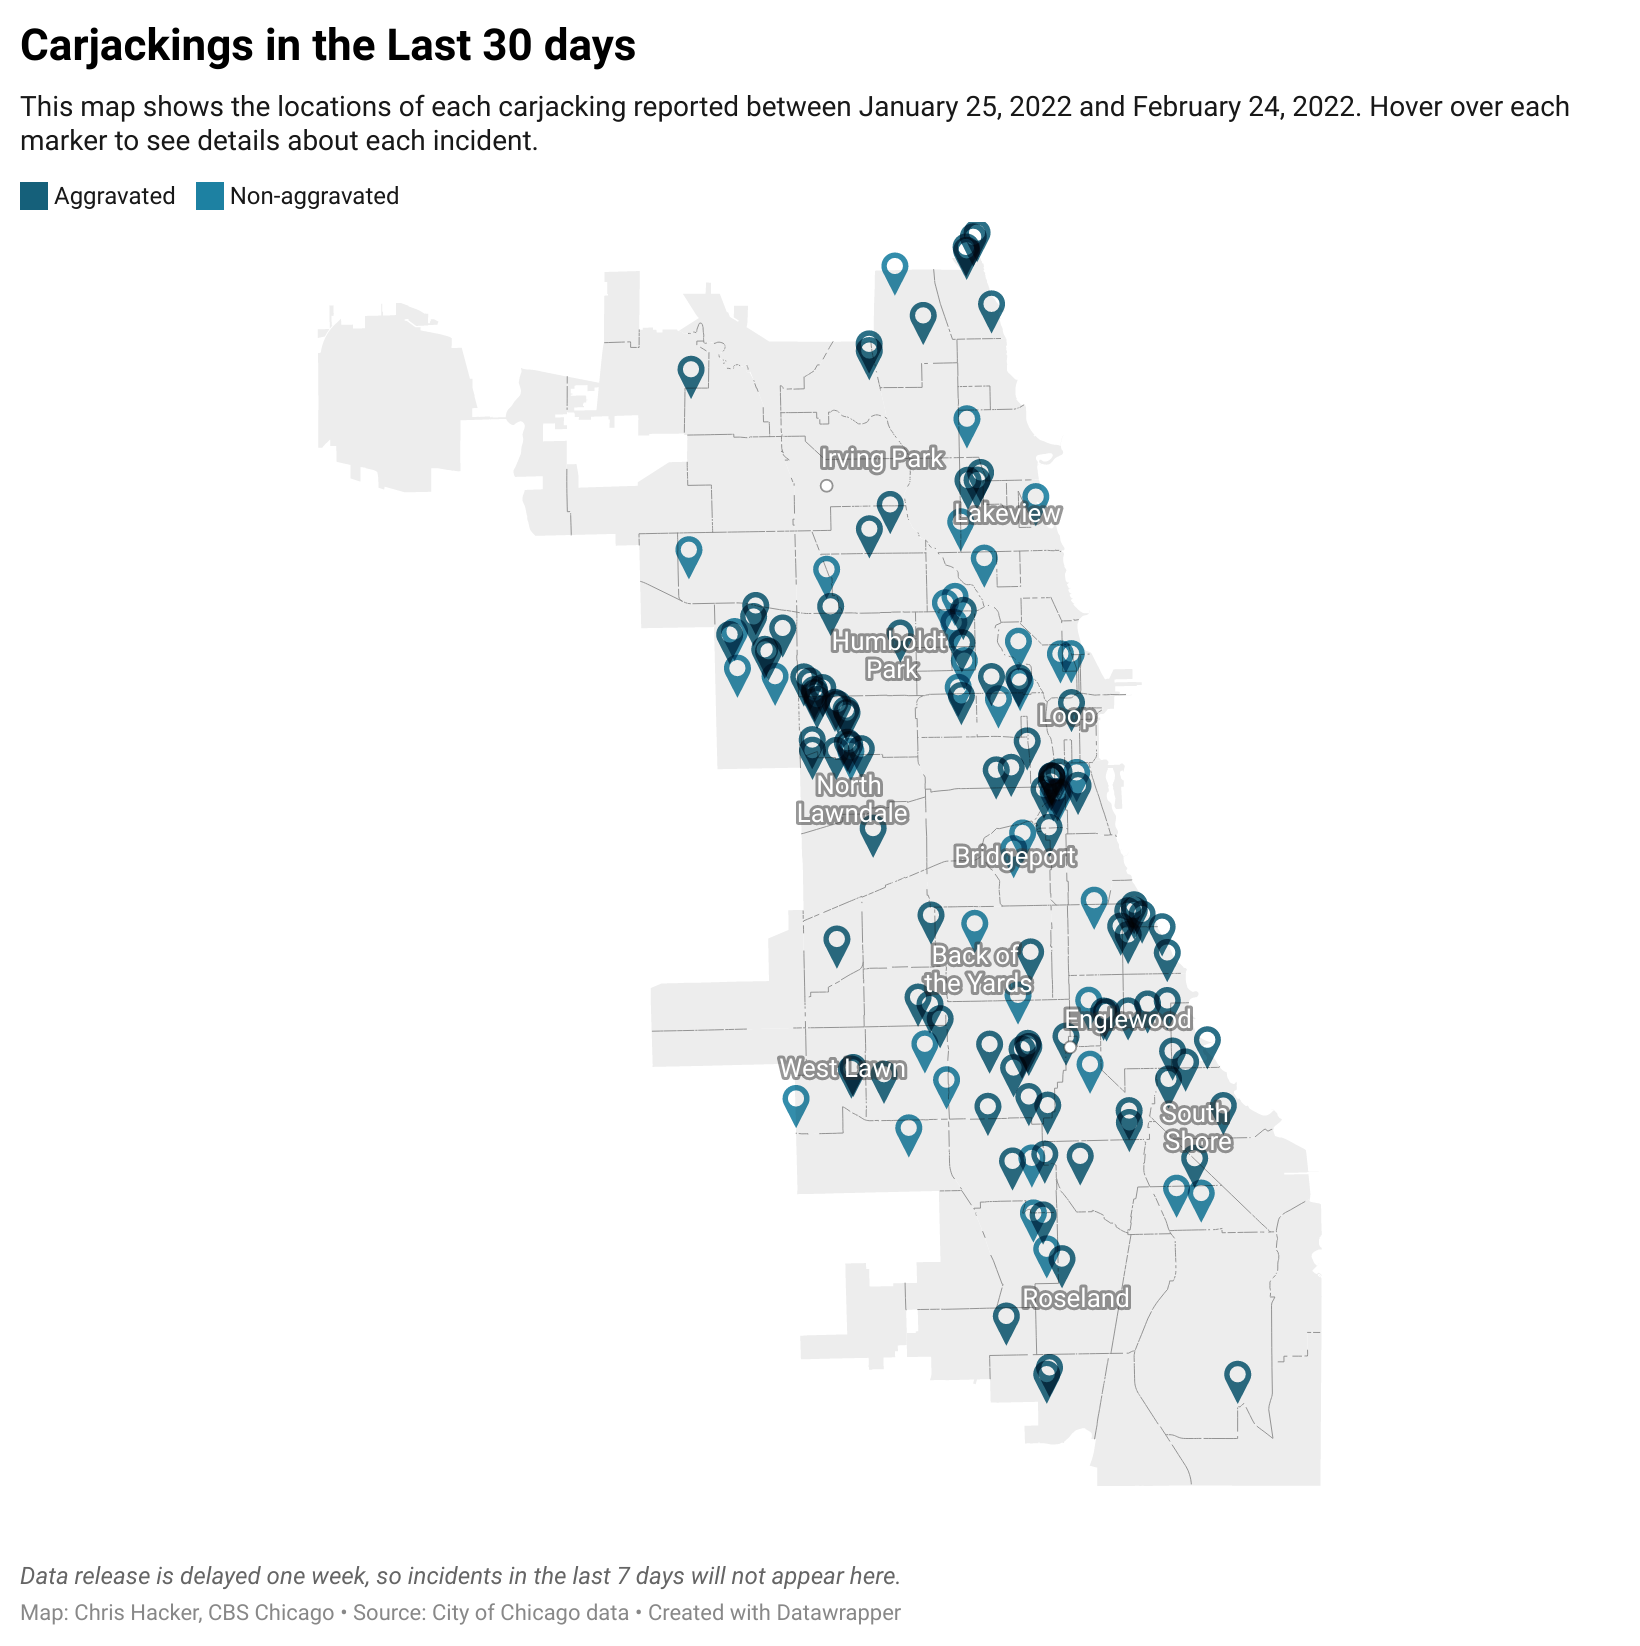 Carjackings in the Last 30 days
This map shows the locations of each carjacking reported between January 25, 2022 and February 24, 2022. Hover over each
marker to see details about each incident.
Aggravated Non-aggravated
Irving Park
Lakeview
Humboldt
Park
Loop
North
Lawndale
Bridgeport
Back of
the Yards
Englewood
West Lawn
South
Shore
Roseland
Data release is delayed one week, so incidents in the last 7 days will not appear here.
Map: Chris Hacker, CBS Chicago • Source: City of Chicago data • Created with Datawrapper